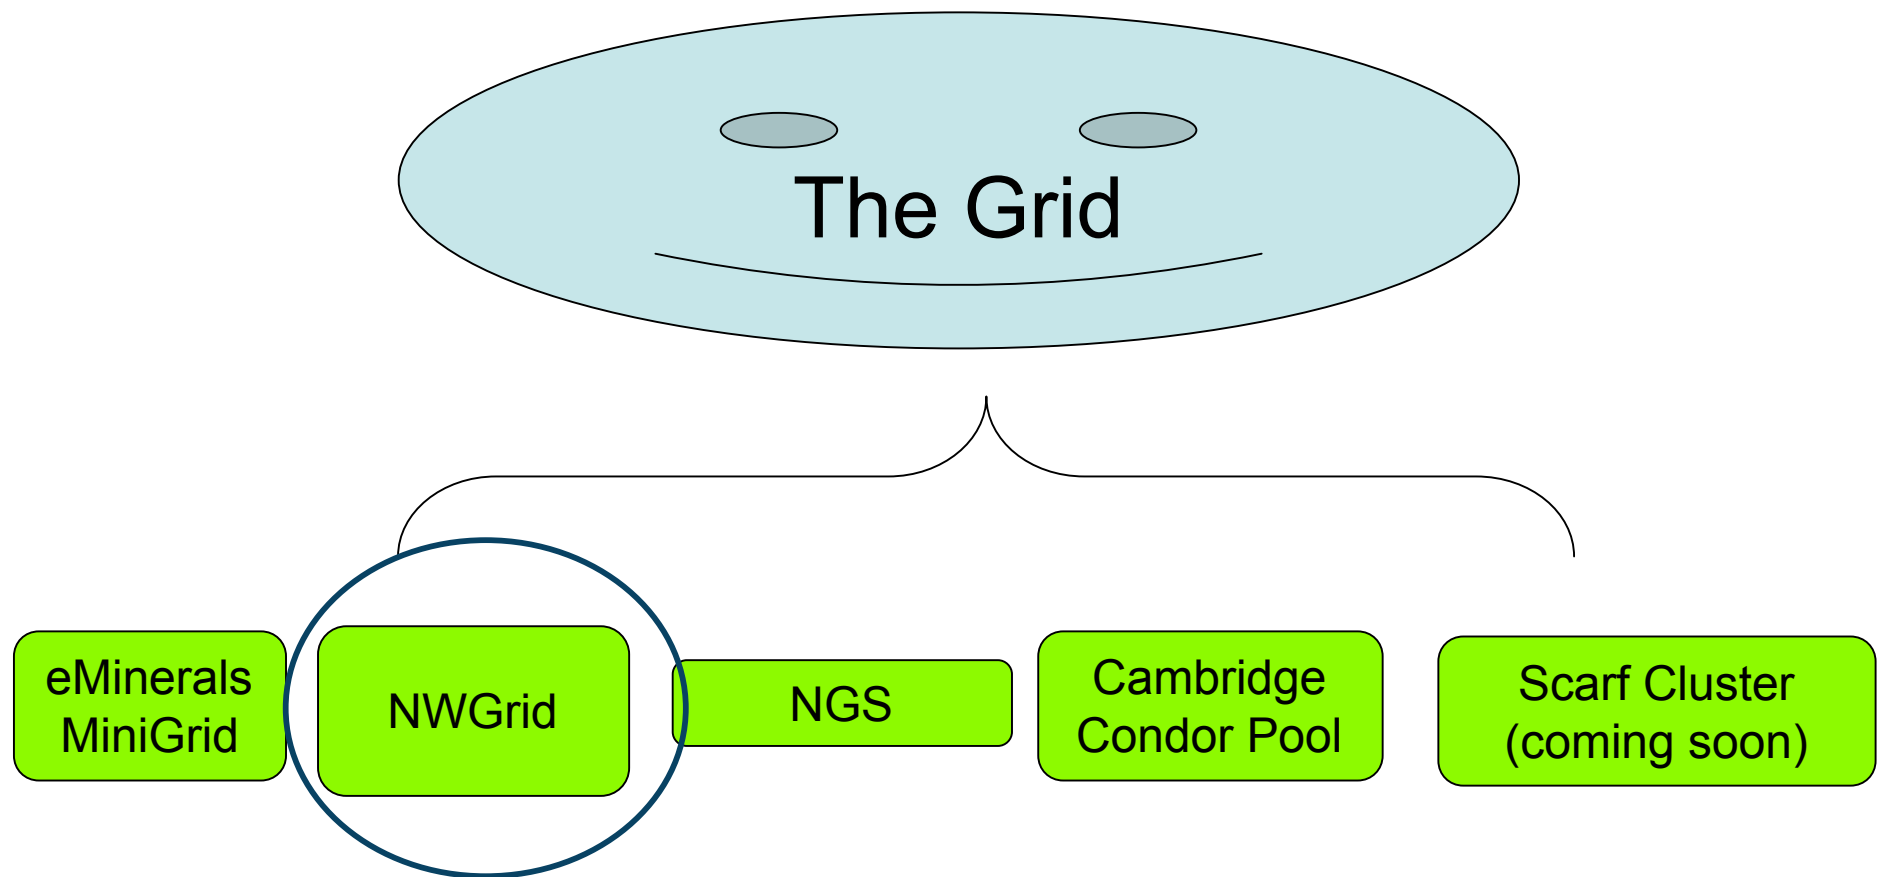 The Grid
eMinerals
MiniGrid
NWGrid
NGS
Cambridge
Condor Pool
Scarf Cluster
(coming soon)